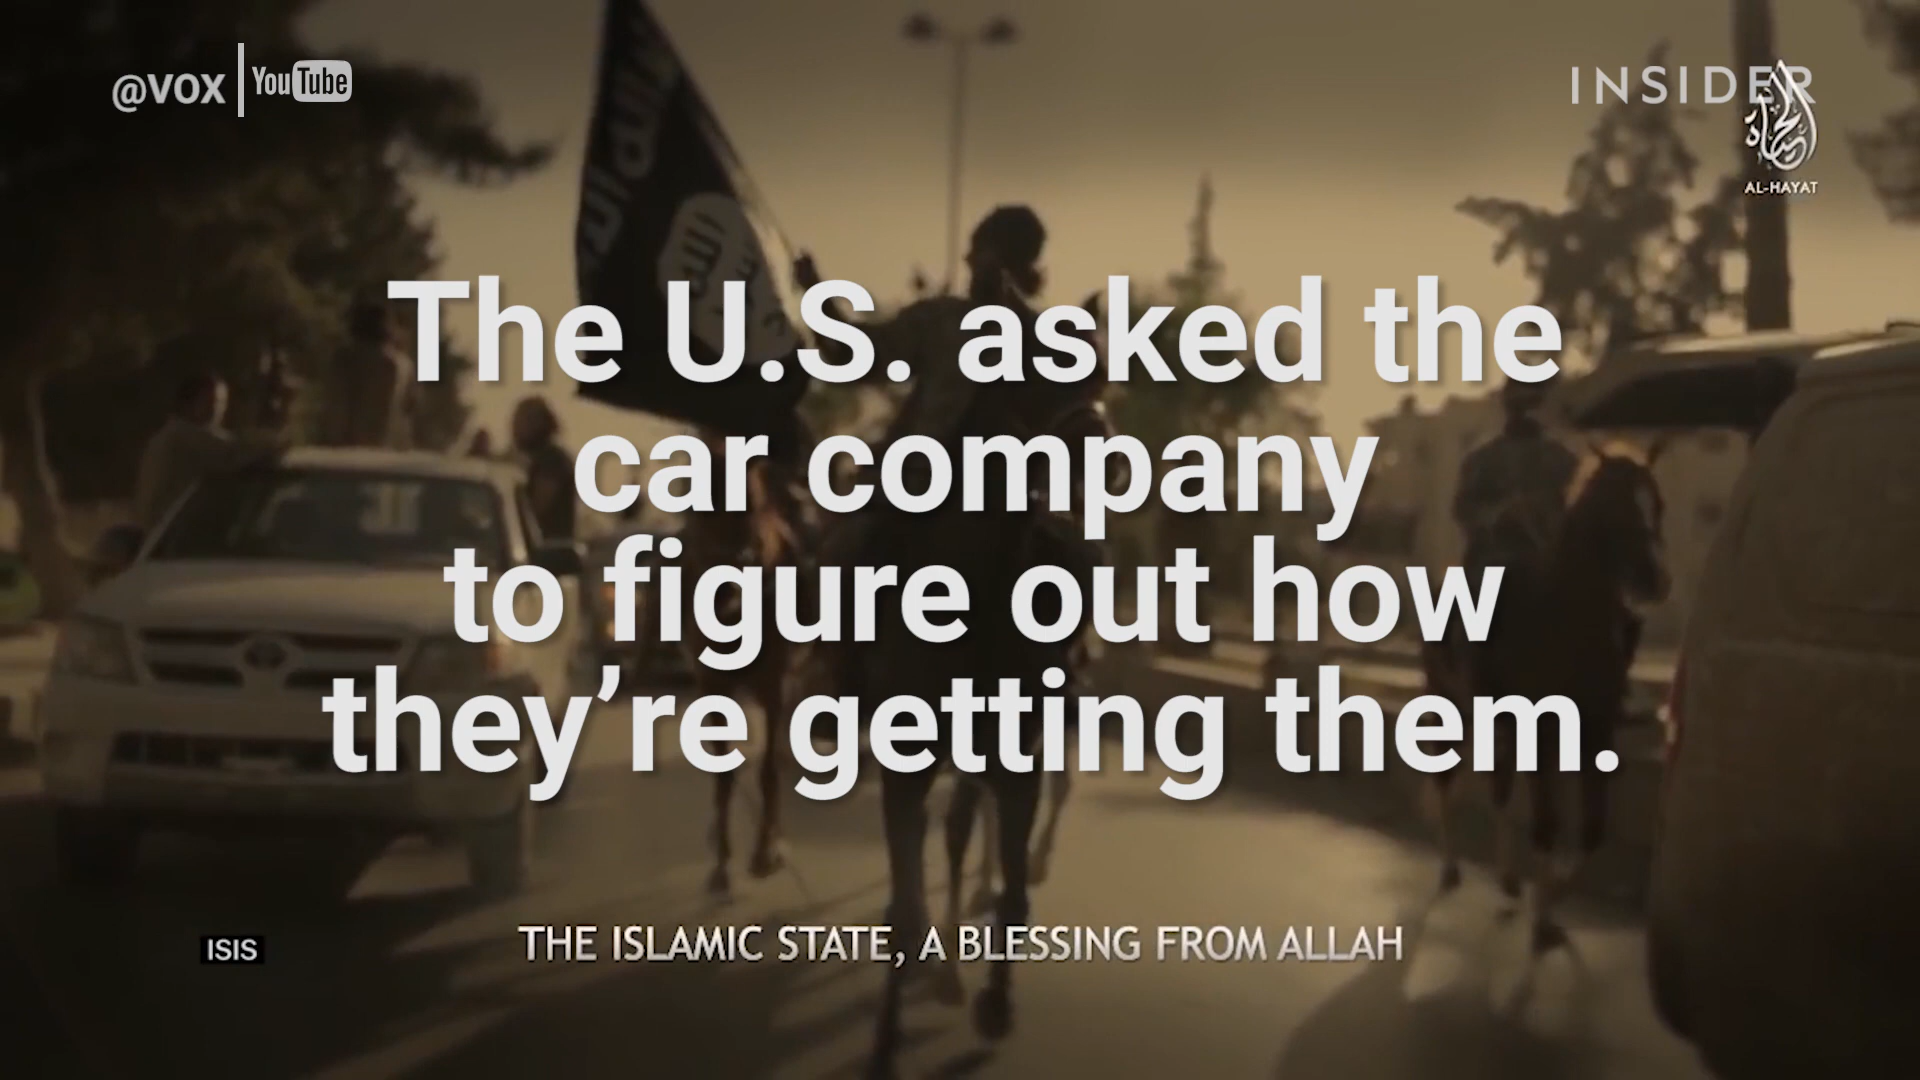 @VOX
YouTube
INSIDER
الحياة
AL-HAYAT
The U.S. asked the
car company
to figure out how
they’re getting them.
ISIS
THE ISLAMIC STATE, A BLESSING FROM ALLAH